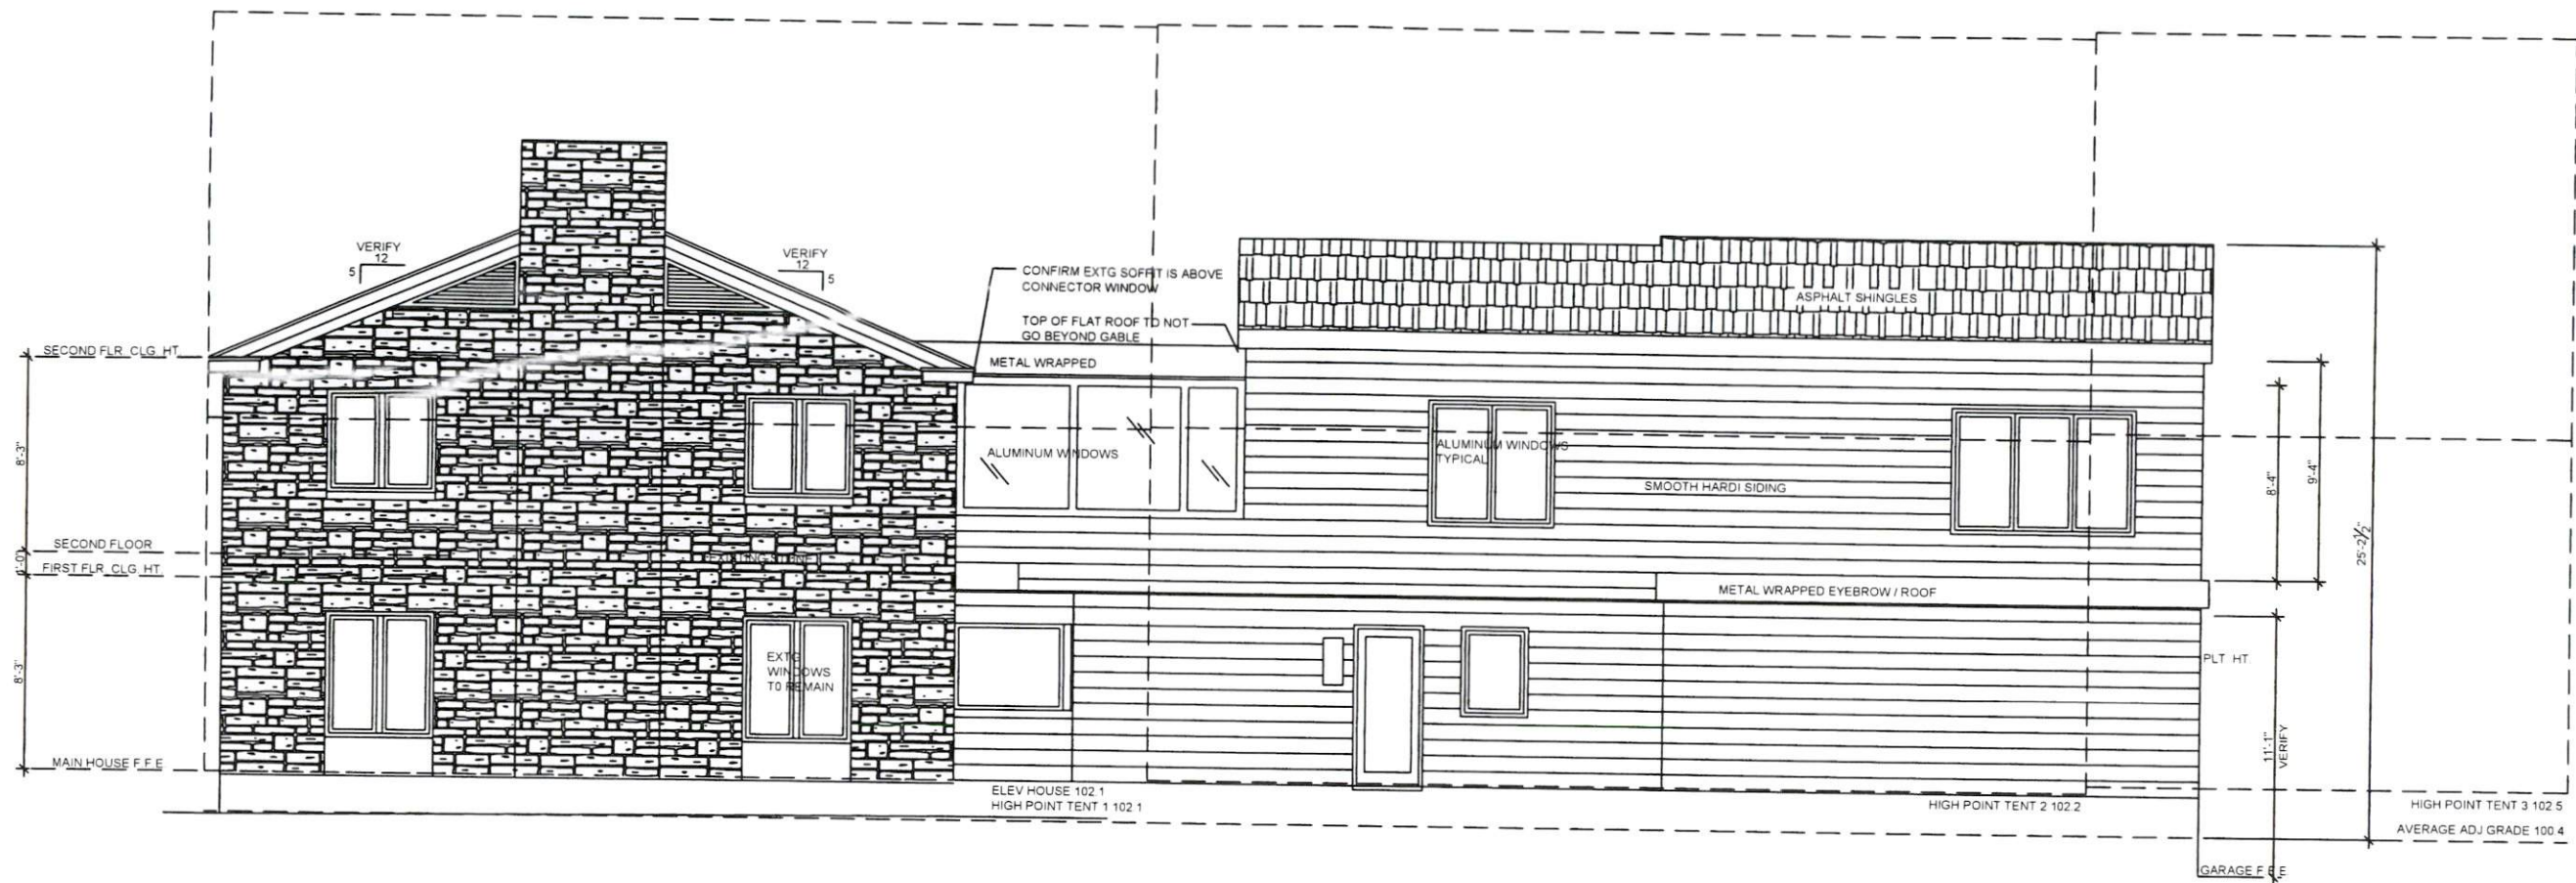 VERIFY
12
5
VERIFY
12
5
CONFIRM EXTG SOFFIT IS ABOVE
CONNECTOR WINDOW
TOP OF FLAT ROOF TO NOT
GO BEYOND GABLE
ASPHALT SHINGLES
SECOND FLR. CLG. HT.
METAL WRAPPED
ALUMINUM WINDOWS
ALUMINUM WINDOWS
TYPICAL
SMOOTH HARDI SIDING
8'-3"
8'-4"
9'-4"
25'-2½"
SECOND FLOOR
1'-0"
FIRST FLR. CLG. HT.
EXISTING STONE
METAL WRAPPED EYEBROW / ROOF
8'-3"
EXTG
WINDOWS
TO REMAIN
PLT. HT.
11'-1"
VERIFY
MAIN HOUSE F.F.E
ELEV HOUSE 102.1
HIGH POINT TENT 1 102.1
HIGH POINT TENT 2 102.2
HIGH POINT TENT 3 102.5
AVERAGE ADJ GRADE 100.4
GARAGE F.F.E